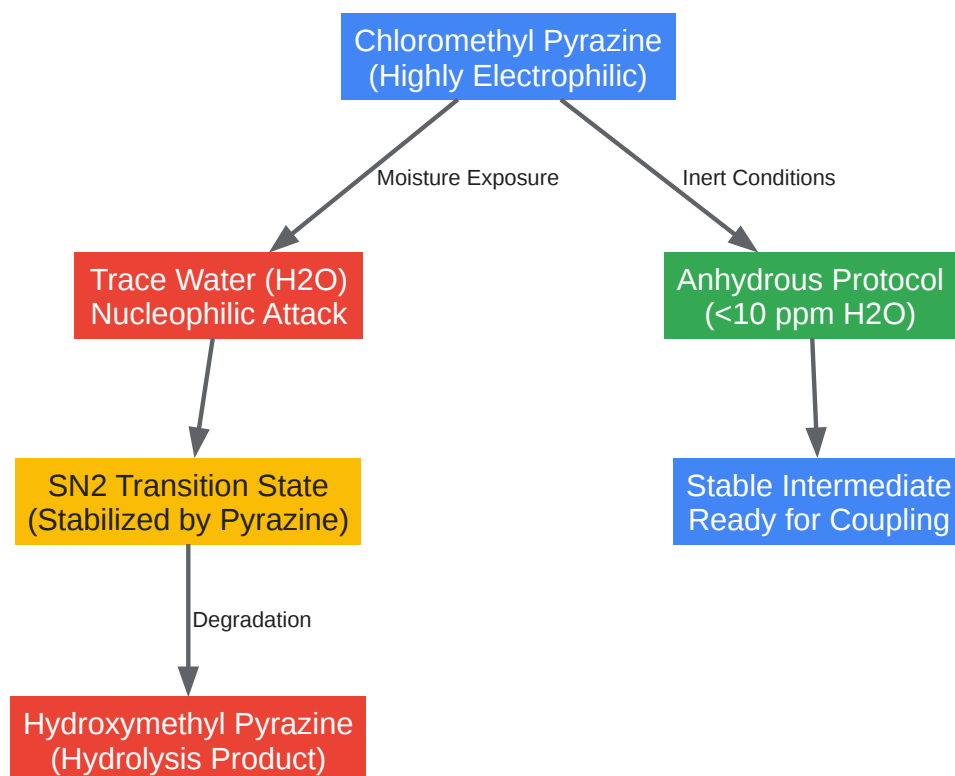 Chloromethyl Pyrazine
(Highly Electrophilic)
Moisture Exposure
Inert Conditions
Trace Water (H2O)
Nucleophilic Attack
Anhydrous Protocol
(<10 ppm H2O)
SN2 Transition State
(Stabilized by Pyrazine)
Stable Intermediate
Ready for Coupling
Degradation
Hydroxymethyl Pyrazine
(Hydrolysis Product)